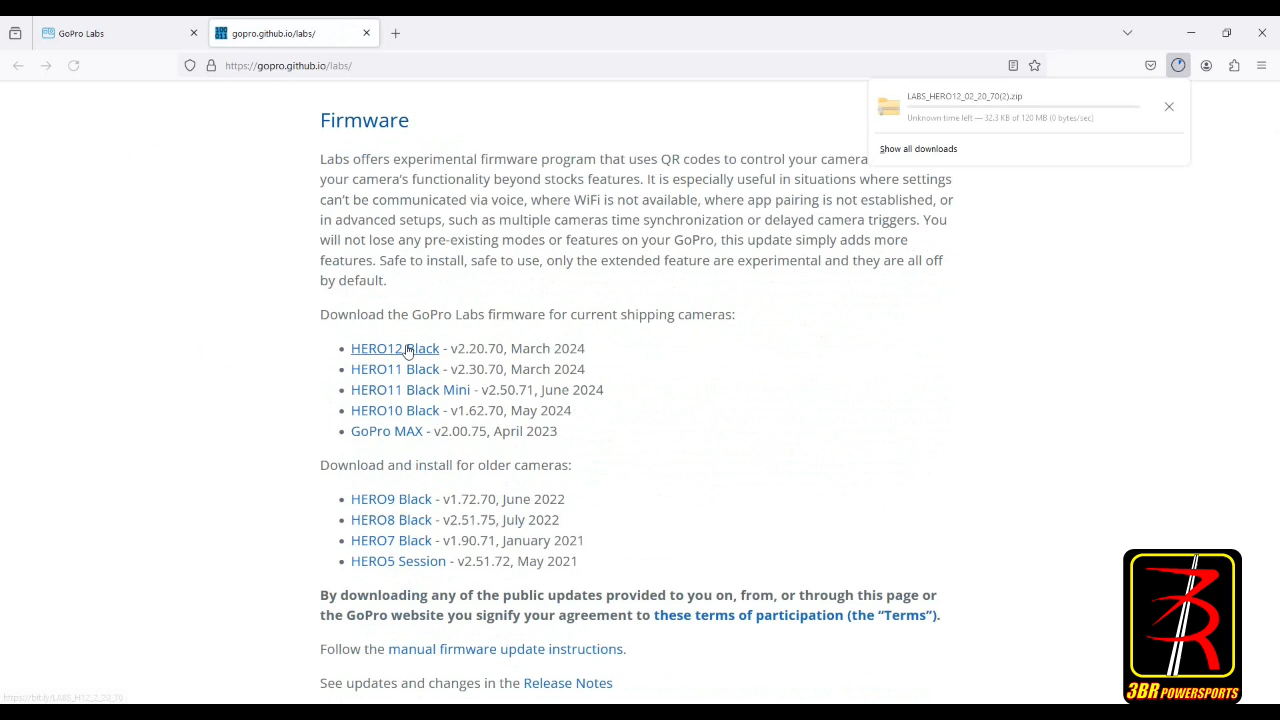 GoPro Labs
gopro.github.io/labs/
https://gopro.github.io/labs/
LABS_HERO12_02_20_70(2).zip
Unknown time left — 32.3 KB of 120 MB (0 bytes/sec)
Show all downloads
Firmware
Labs offers experimental firmware program that uses QR codes to control your camera
your camera's functionality beyond stocks features. It is especially useful in situations where settings
can't be communicated via voice, where WiFi is not available, where app pairing is not established, or
in advanced setups, such as multiple cameras time synchronization or delayed camera triggers. You
will not lose any pre-existing modes or features on your GoPro, this update simply adds more
features. Safe to install, safe to use, only the extended feature are experimental and they are all off
by default.
Download the GoPro Labs firmware for current shipping cameras:
• HERO12 Black - v2.20.70, March 2024
• HERO11 Black - v2.30.70, March 2024
• HERO11 Black Mini - v2.50.71, June 2024
• HERO10 Black - v1.62.70, May 2024
• GoPro MAX - v2.00.75, April 2023
Download and install for older cameras:
• HERO9 Black - v1.72.70, June 2022
• HERO8 Black - v2.51.75, July 2022
• HERO7 Black - v1.90.71, January 2021
• HERO5 Session - v2.51.72, May 2021
By downloading any of the public updates provided to you on, from, or through this page or
the GoPro website you signify your agreement to these terms of participation (the “Terms”).
Follow the manual firmware update instructions.
See updates and changes in the Release Notes
https://bit.ly/LABS_H12_2_20_70
3BR POWERSPORTS